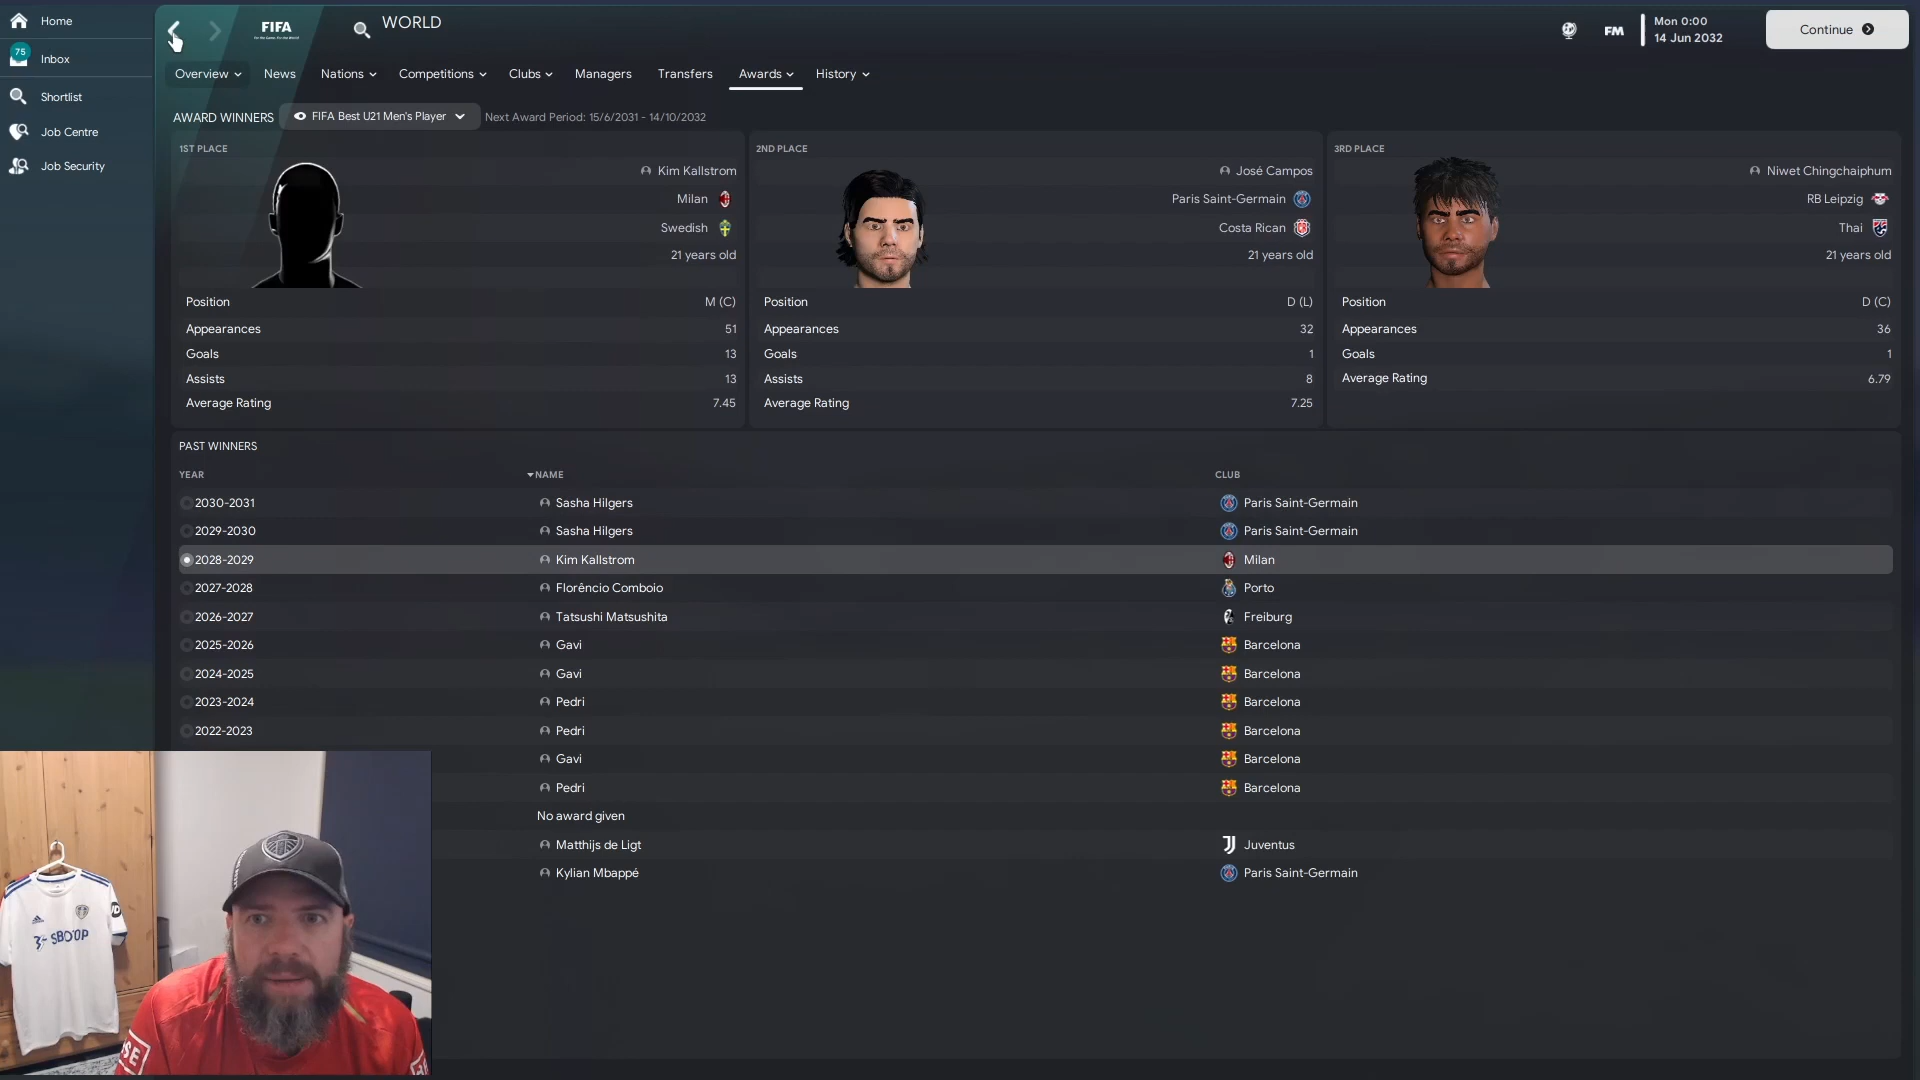 Home
75
Inbox
Shortlist
Job Centre
Job Security
FIFA
WORLD
FM
Mon 0:00
14 Jun 2032
Continue
Overview
News
Nations
Competitions
Clubs
Managers
Transfers
Awards
History
AWARD WINNERS
FIFA Best U21 Men's Player
Next Award Period: 15/6/2031 - 14/10/2032
1ST PLACE
Kim Kallstrom
Milan
Swedish
21 years old
Position M (C)
Appearances 51
Goals 13
Assists 13
Average Rating 7.45
2ND PLACE
José Campos
Paris Saint-Germain
Costa Rican
21 years old
Position D (L)
Appearances 32
Goals 1
Assists 8
Average Rating 7.25
3RD PLACE
Niwet Chingchaiphum
RB Leipzig
Thai
21 years old
Position D (C)
Appearances 36
Goals 1
Average Rating 6.79
PAST WINNERS
YEAR NAME CLUB
2030-2031 Sasha Hilgers Paris Saint-Germain
2029-2030 Sasha Hilgers Paris Saint-Germain
2028-2029 Kim Kallstrom Milan
2027-2028 Florêncio Comboio Porto
2026-2027 Tatsushi Matsushita Freiburg
2025-2026 Gavi Barcelona
2024-2025 Gavi Barcelona
2023-2024 Pedri Barcelona
2022-2023 Pedri Barcelona
Gavi Barcelona
Pedri Barcelona
No award given
Matthijs de Ligt Juventus
Kylian Mbappé Paris Saint-Germain